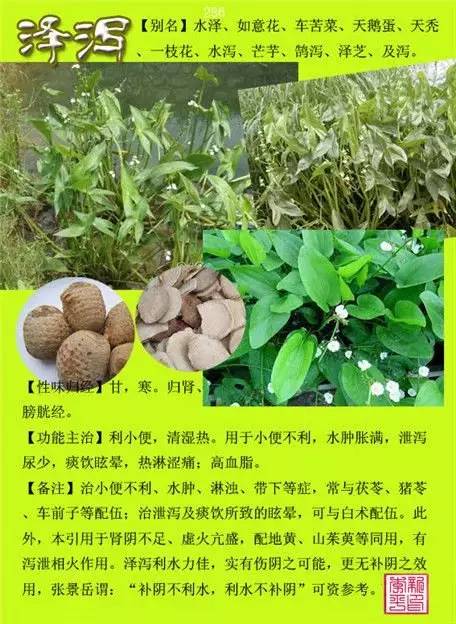 286
泽泻
【别名】水泽、如意花、车苦菜、天鹅蛋、天秃
、一枝花、水泻、芒芋、鹄泻、泽芝、及泻。
【性味归经】甘，寒。归肾、
膀胱经。
【功能主治】利小便，清湿热。用于小便不利，水肿胀满，泄泻
尿少，痰饮眩晕，热淋涩痛；高血脂。
【备注】治小便不利、水肿、淋浊、带下等症，常与茯苓、猪苓
、车前子等配伍；治泄泻及痰饮所致的眩晕，可与白术配伍。此
外，本引用于肾阴不足、虚火亢盛，配地黄、山茱萸等同用，有
泻泄相火作用。泽泻利水力佳，实有伤阴之可能，更无补阴之效
用，张景岳谓：“补阴不利水，利水不补阴”可资参考。